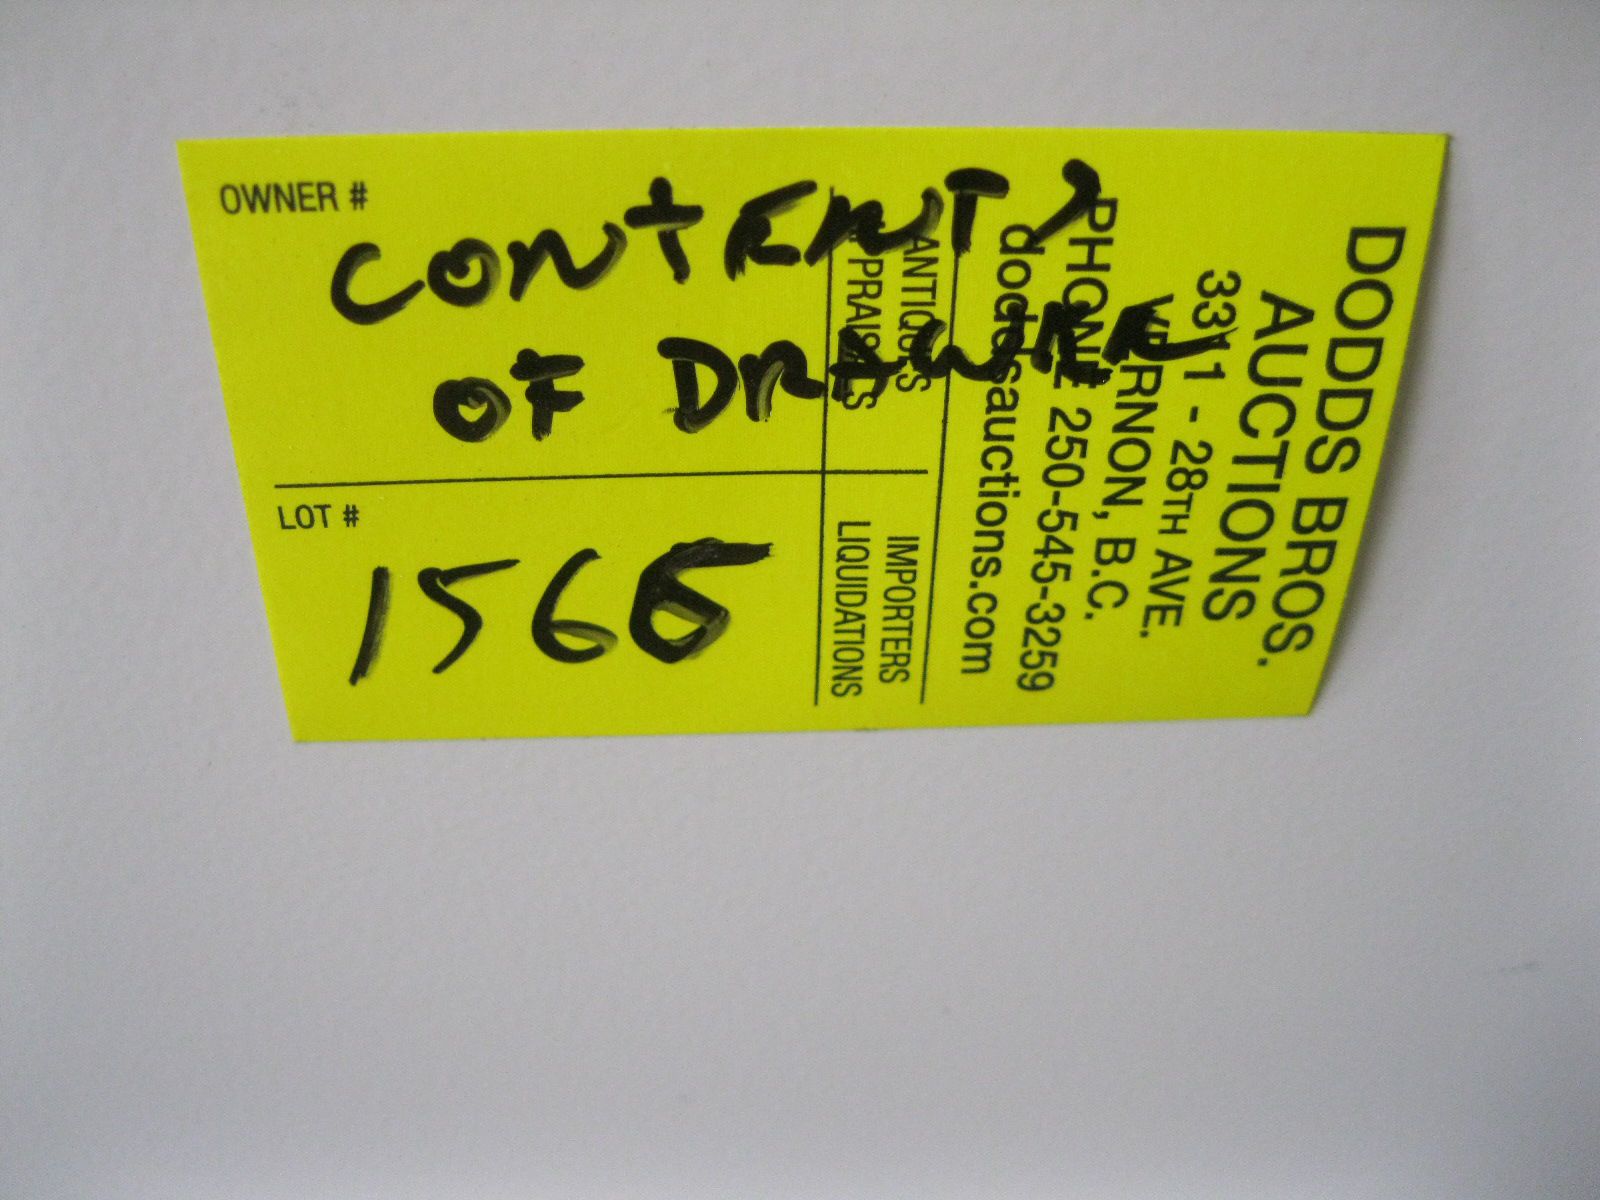 OWNER #
CONTENTS
OF DRAWER
LOT #
1566
DODDS BROS.
AUCTIONS
3311 - 28TH AVE.
VERNON, B.C.
PHONE 250-545-3259
doddsauctions.com
ANTIQUES
APPRAISALS
IMPORTERS
LIQUIDATIONS